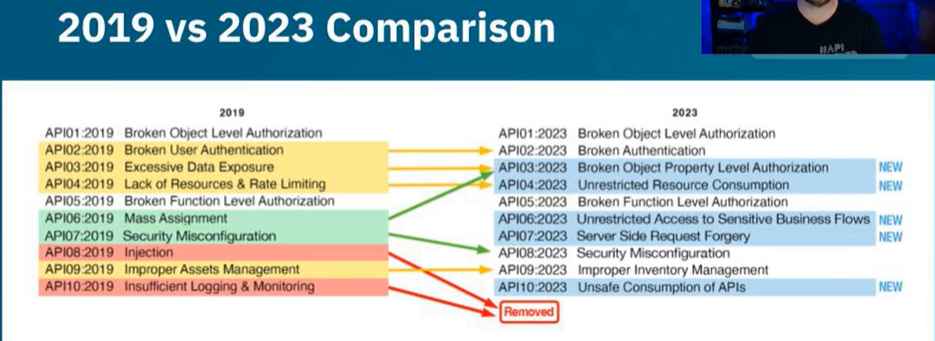 2019 vs 2023 Comparison
HAPI
2019
API01:2019 Broken Object Level Authorization
API02:2019 Broken User Authentication
API03:2019 Excessive Data Exposure
API04:2019 Lack of Resources & Rate Limiting
API05:2019 Broken Function Level Authorization
API06:2019 Mass Assignment
API07:2019 Security Misconfiguration
API08:2019 Injection
API09:2019 Improper Assets Management
API10:2019 Insufficient Logging & Monitoring
2023
API01:2023 Broken Object Level Authorization
API02:2023 Broken Authentication
API03:2023 Broken Object Property Level Authorization NEW
API04:2023 Unrestricted Resource Consumption NEW
API05:2023 Broken Function Level Authorization
API06:2023 Unrestricted Access to Sensitive Business Flows NEW
API07:2023 Server Side Request Forgery NEW
API08:2023 Security Misconfiguration
API09:2023 Improper Inventory Management
API10:2023 Unsafe Consumption of APIs NEW
Removed